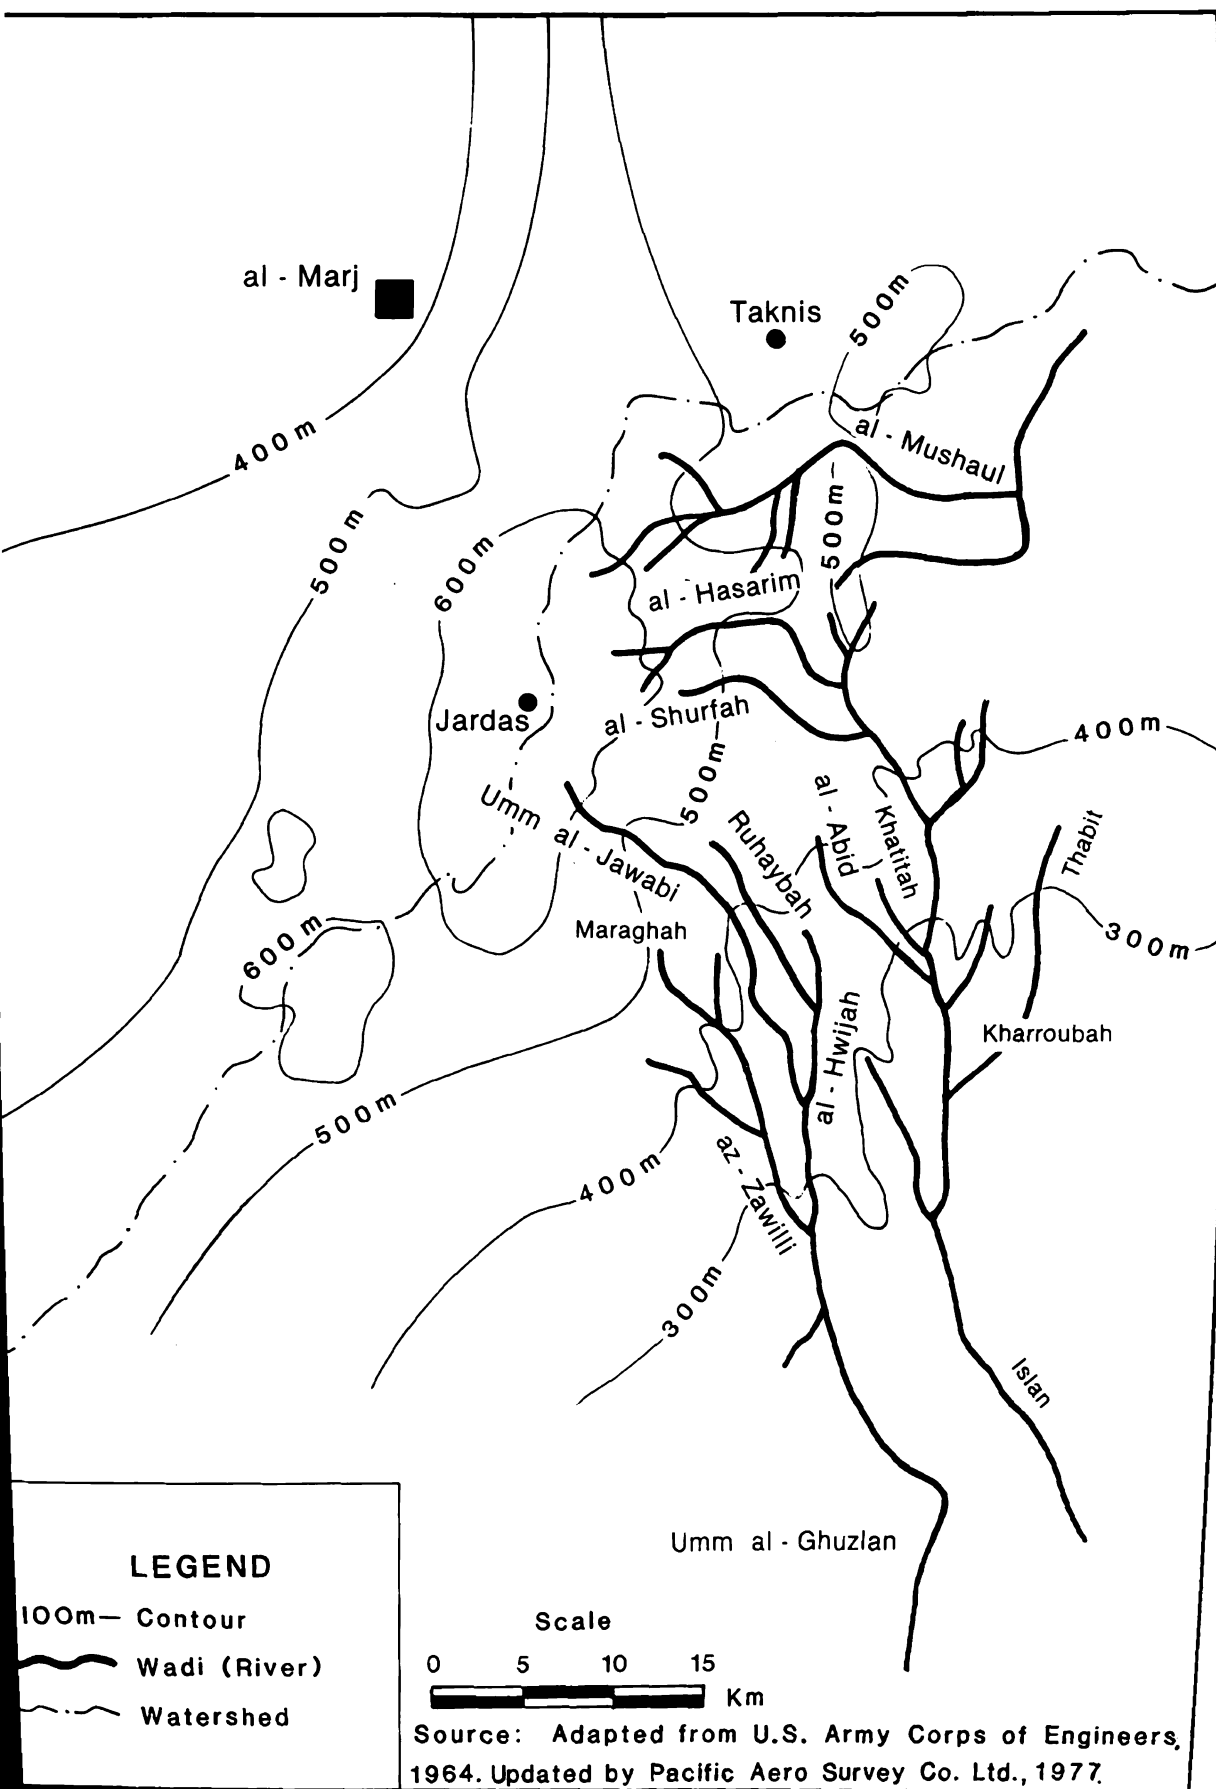 al - Marj
Taknis
500m
400m
al - Mushaul
500m
600m
500m
al - Hasarim
Jardas
al - Shurfah
400m
500m
Umm al - Jawabi
Ruhaybah
al - Abid
Khatitah
Thabit
Maraghah
600m
300m
Kharroubah
al - Hwijah
500m
400m
az - Zawilli
300m
Islan
Umm al - Ghuzlan
LEGEND
100m— Contour
Wadi (River)
Watershed
Scale
0 5 10 15
Km
Source: Adapted from U.S. Army Corps of Engineers,
1964. Updated by Pacific Aero Survey Co. Ltd., 1977.